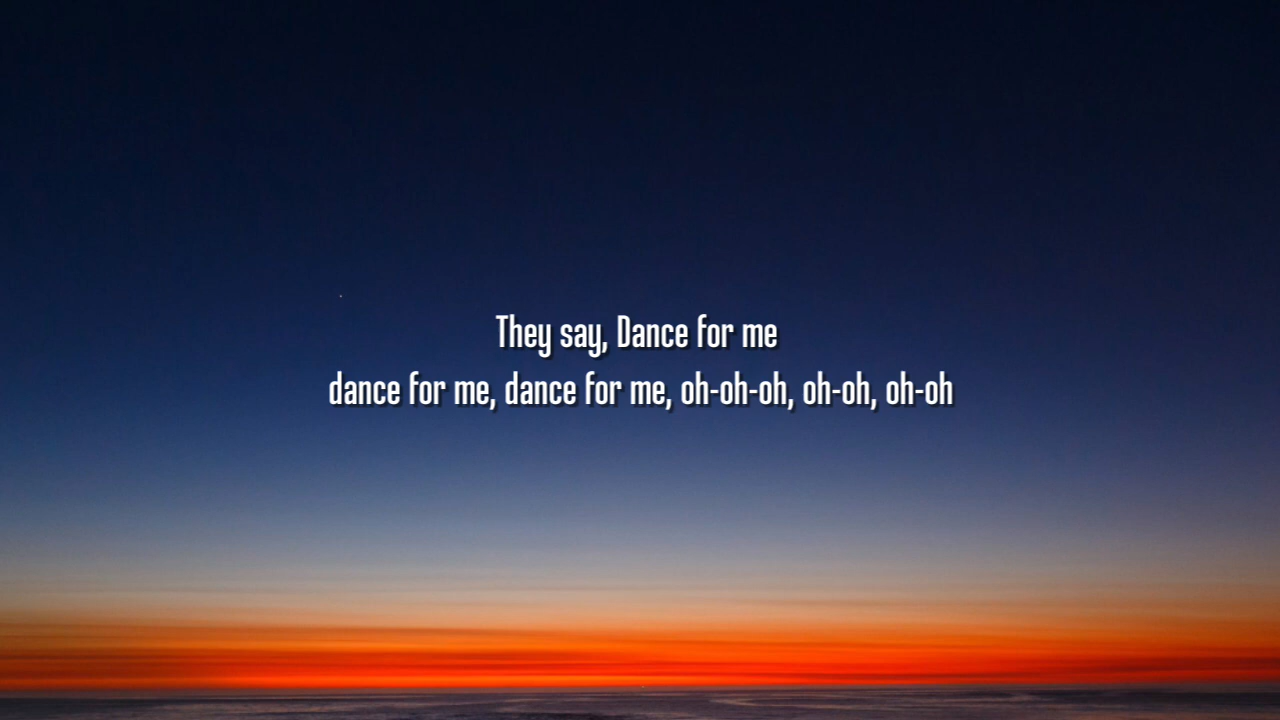 They say, Dance for me
dance for me, dance for me, oh-oh-oh, oh-oh, oh-oh